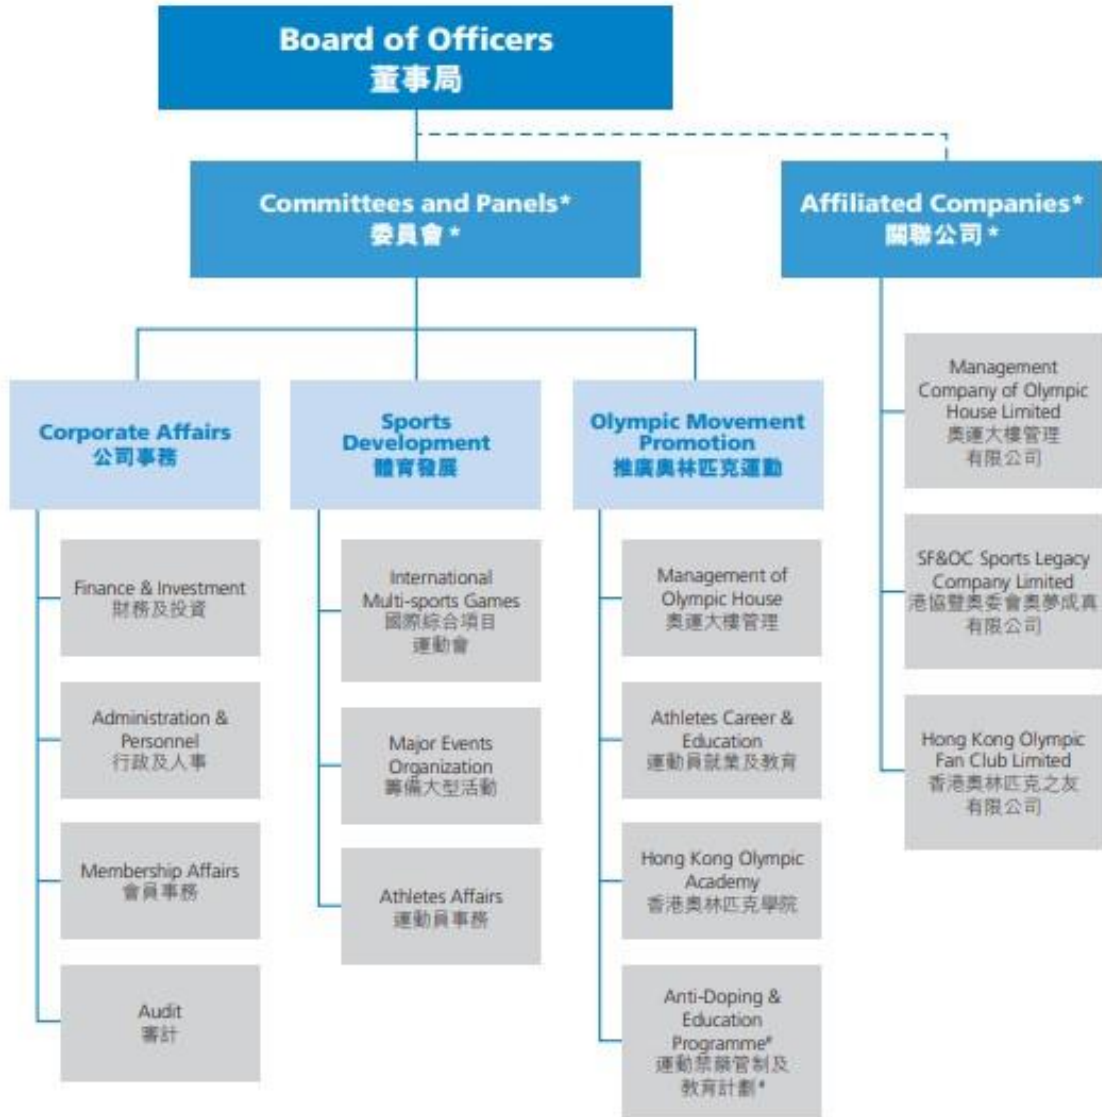 Board of Officers
董事局
Committees and Panels*
委員會*
Affiliated Companies*
關聯公司*
Corporate Affairs
公司事務
Finance & Investment
財務及投資
Administration &
Personnel
行政及人事
Membership Affairs
會員事務
Audit
審計
Sports
Development
體育發展
International
Multi-sports Games
國際綜合項目
運動會
Major Events
Organization
籌備大型活動
Athletes Affairs
運動員事務
Olympic Movement
Promotion
推廣奧林匹克運動
Management of
Olympic House
奧運大樓管理
Athletes Career &
Education
運動員就業及教育
Hong Kong Olympic
Academy
香港奧林匹克學院
Anti-Doping &
Education
Programme#
運動禁藥管制及
教育計劃#
Management
Company of Olympic
House Limited
奧運大樓管理
有限公司
SF&OC Sports Legacy
Company Limited
港協暨奧委會奧夢成真
有限公司
Hong Kong Olympic
Fan Club Limited
香港奧林匹克之友
有限公司